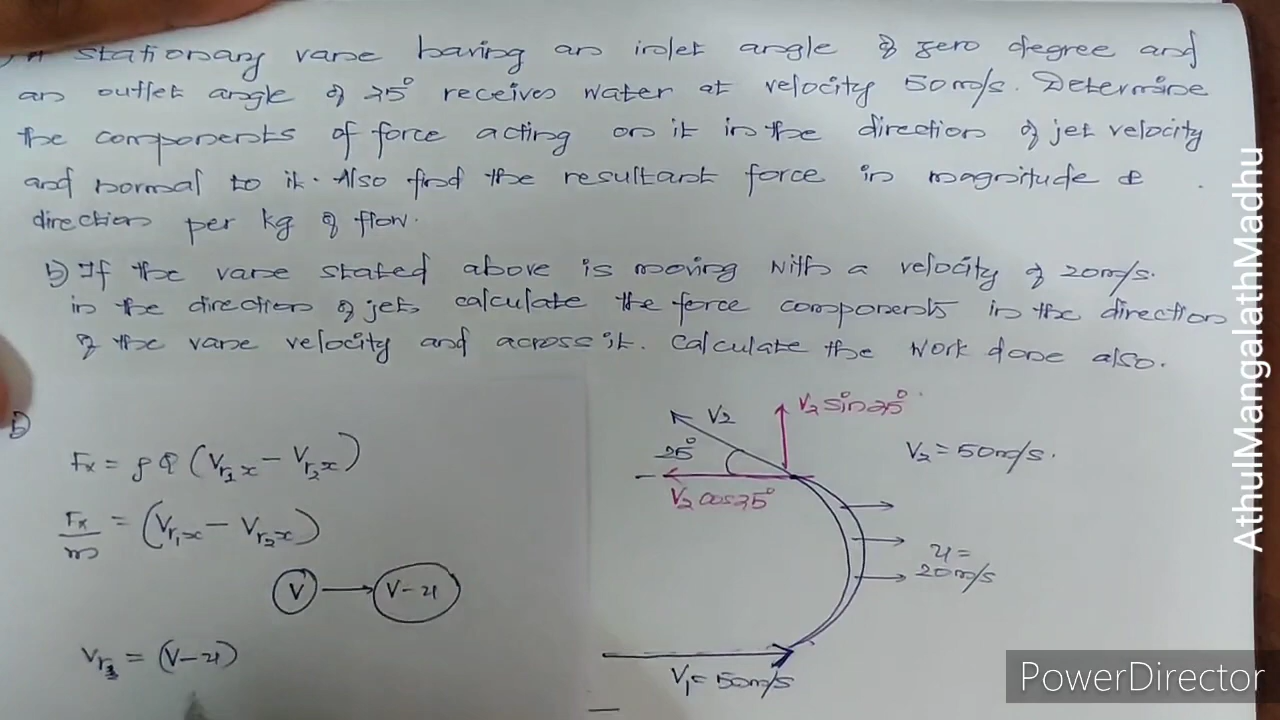 stationary vane having an inlet angle of zero degree and
an outlet angle of 25° receives water at velocity 50m/s. Determine
the components of force acting on it in the direction of jet velocity
and normal to it. Also find the resultant force in magnitude &
direction per kg of flow.
b) If the vane stated above is moving with a velocity of 20m/s.
in the direction of jet, calculate the force components in the direction
of the vane velocity and across it. Calculate the work done also.
b)
Fx = ρQ (Vr1x - Vr2x)
Fx/m = (Vr1x - Vr2x)
V → V-u
Vr1 = (V-u)
V2
V2 sin25°
25°
V2 = 50m/s.
V2 cos25°
u =
20m/s
V1 = 50m/s
AthulMangalathMadhu
PowerDirector